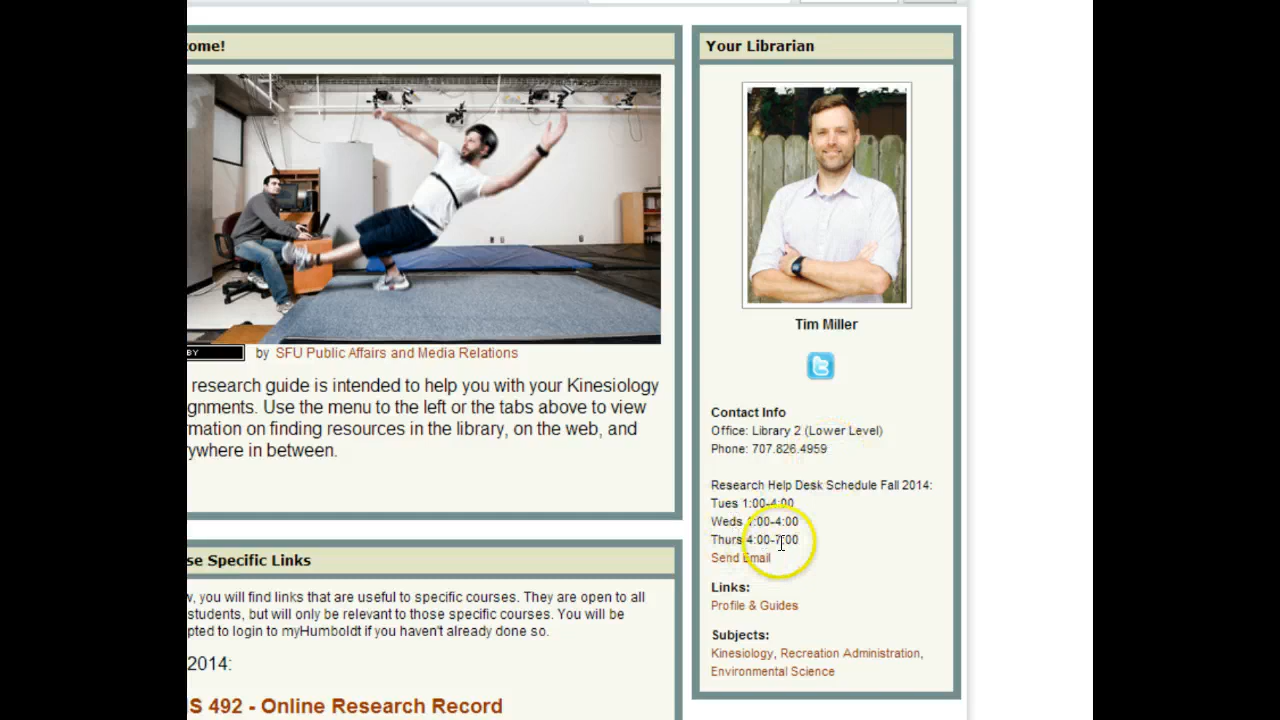 ome!
BY by SFU Public Affairs and Media Relations
research guide is intended to help you with your Kinesiology
gnments. Use the menu to the left or the tabs above to view
rmation on finding resources in the library, on the web, and
rywhere in between.
se Specific Links
w, you will find links that are useful to specific courses. They are open to all
students, but will only be relevant to those specific courses. You will be
pted to login to myHumboldt if you haven't already done so.
2014:
S 492 - Online Research Record
Your Librarian
Tim Miller
Contact Info
Office: Library 2 (Lower Level)
Phone: 707.826.4959
Research Help Desk Schedule Fall 2014:
Tues 1:00-4:00
Weds 1:00-4:00
Thurs 4:00-7:00
Send Email
Links:
Profile & Guides
Subjects:
Kinesiology, Recreation Administration,
Environmental Science